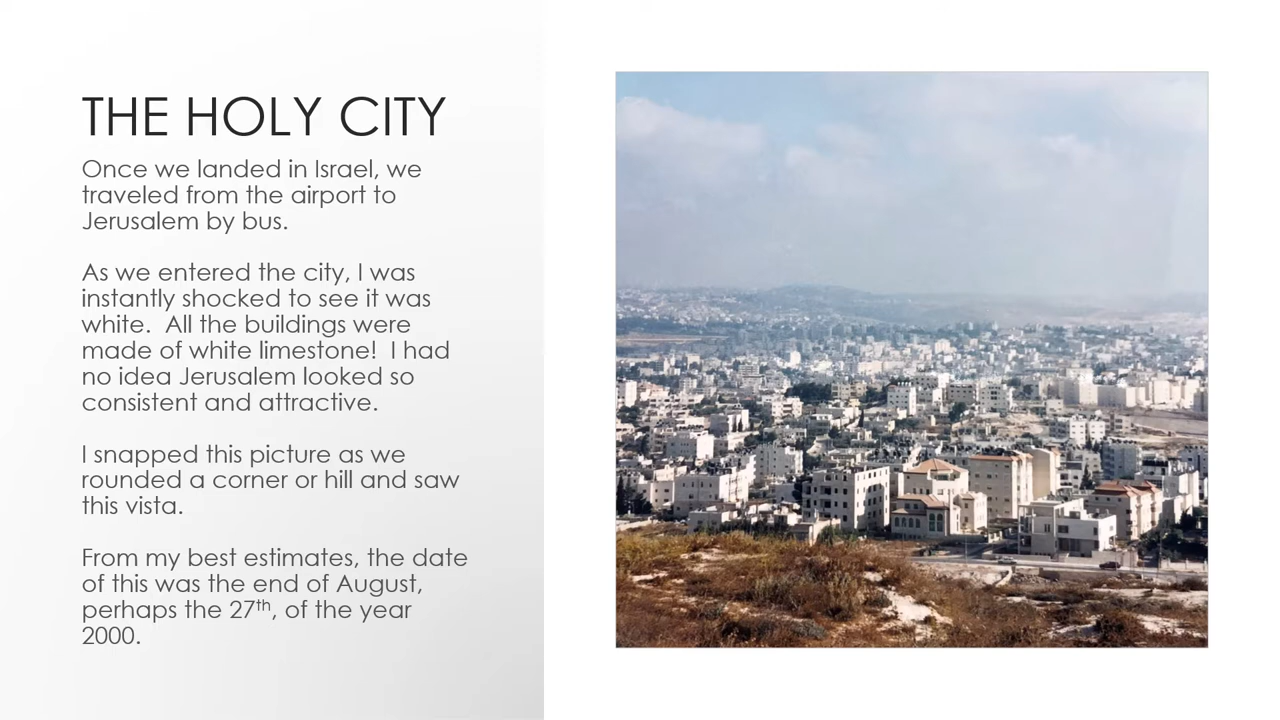 THE HOLY CITY
Once we landed in Israel, we
traveled from the airport to
Jerusalem by bus.
As we entered the city, I was
instantly shocked to see it was
white.  All the buildings were
made of white limestone!  I had
no idea Jerusalem looked so
consistent and attractive.
I snapped this picture as we
rounded a corner or hill and saw
this vista.
From my best estimates, the date
of this was the end of August,
perhaps the 27th, of the year
2000.